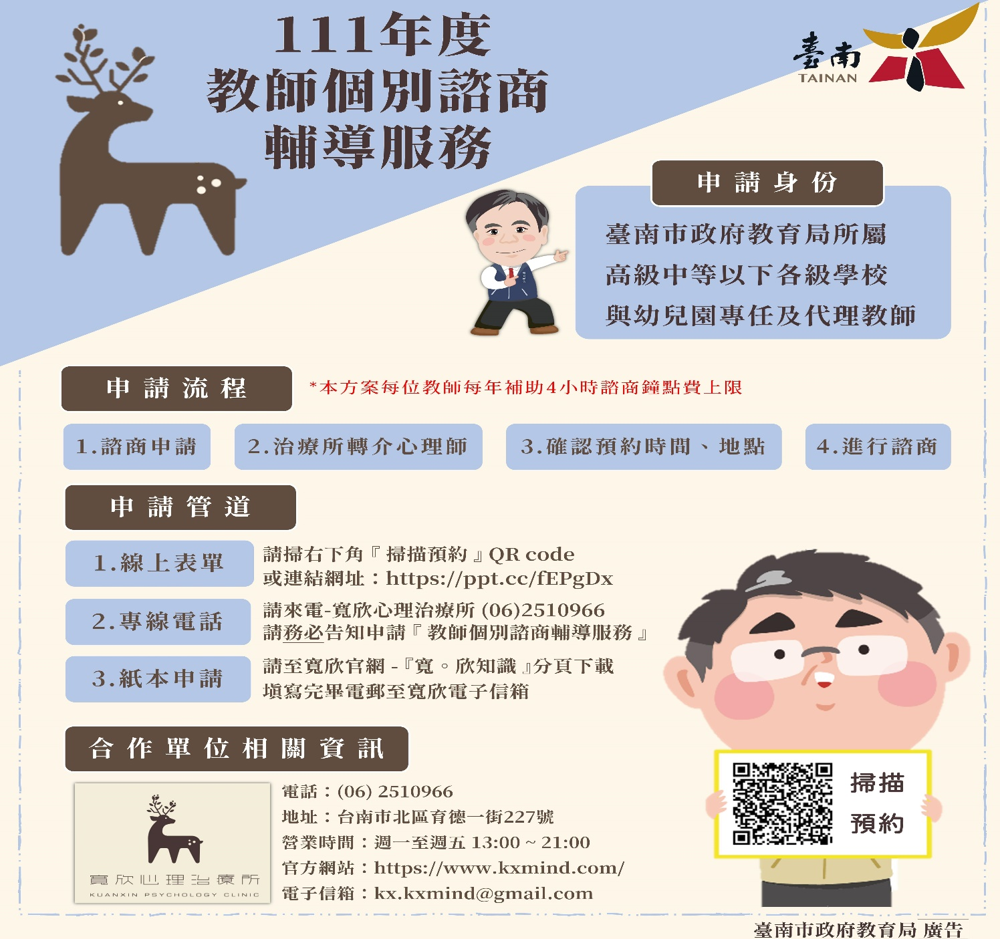 111年度
教師個別諮商
輔導服務
臺南
TAINAN
申請身份
臺南市政府教育局所屬
高級中等以下各級學校
與幼兒園專任及代理教師
申請流程
*本方案每位教師每年補助4小時諮商鐘點費上限
1.諮商申請
2.治療所轉介心理師
3.確認預約時間、地點
4.進行諮商
申請管道
1.線上表單
請掃右下角『掃描預約』QR code
或連結網址：https://ppt.cc/fEPgDx
2.專線電話
請來電-寬欣心理治療所 (06)2510966
請務必告知申請『教師個別諮商輔導服務』
3.紙本申請
請至寬欣官網 -『寬。欣知識』分頁下載
填寫完畢電郵至寬欣電子信箱
合作單位相關資訊
寬欣心理治療所
KUANXIN PSYCHOLOGY CLINIC
電話：(06) 2510966
地址：台南市北區育德一街227號
營業時間：週一至週五 13:00 ~ 21:00
官方網站：https://www.kxmind.com/
電子信箱：kx.kxmind@gmail.com
掃描
預約
臺南市政府教育局 廣告